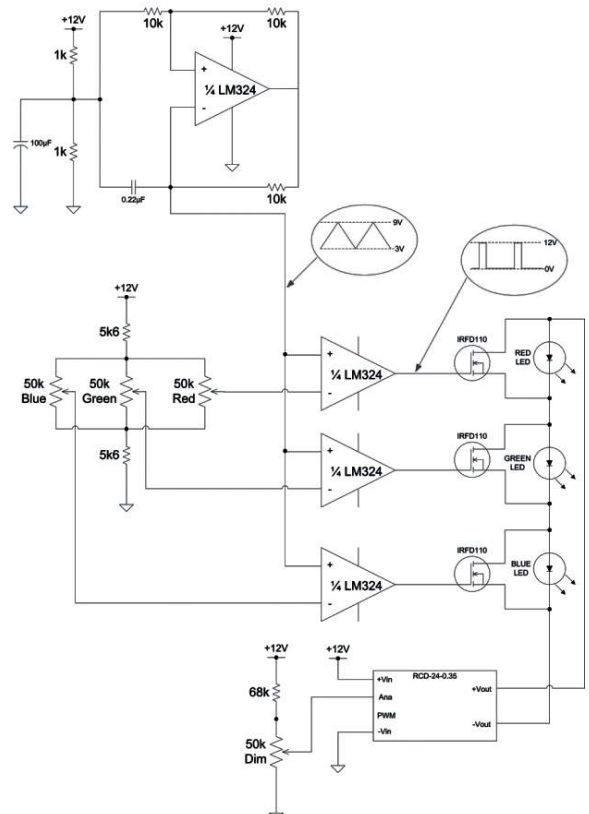 +12V
10k
10k
+12V
1k
+
¼ LM324
-
100µF
1k
0.22µF
10k
9V
3V
12V
0V
+12V
5k6
50k
Blue
50k
Green
50k
Red
5k6
+
¼ LM324
-
IRFD110
RED
LED
+
¼ LM324
-
IRFD110
GREEN
LED
+
¼ LM324
-
IRFD110
BLUE
LED
+12V
68k
50k
Dim
+12V
RCD-24-0.35
+Vin
Ana
PWM
-Vin
+Vout
-Vout